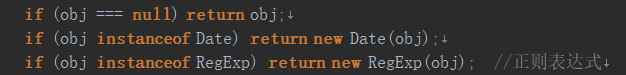 if (obj === null) return obj;↓
if (obj instanceof Date) return new Date(obj);↓
if (obj instanceof RegExp) return new RegExp(obj);  //正则表达式↓